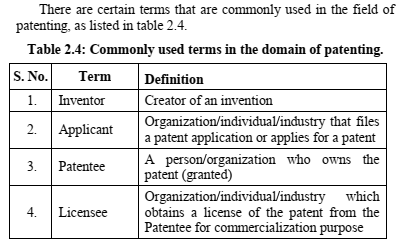 There are certain terms that are commonly used in the field of
patenting, as listed in table 2.4.
Table 2.4: Commonly used terms in the domain of patenting.
S. No. Term Definition
1. Inventor Creator of an invention
2. Applicant Organization/individual/industry that files
a patent application or applies for a patent
3. Patentee A person/organization who owns the
patent (granted)
4. Licensee Organization/individual/industry which
obtains a license of the patent from the
Patentee for commercialization purpose